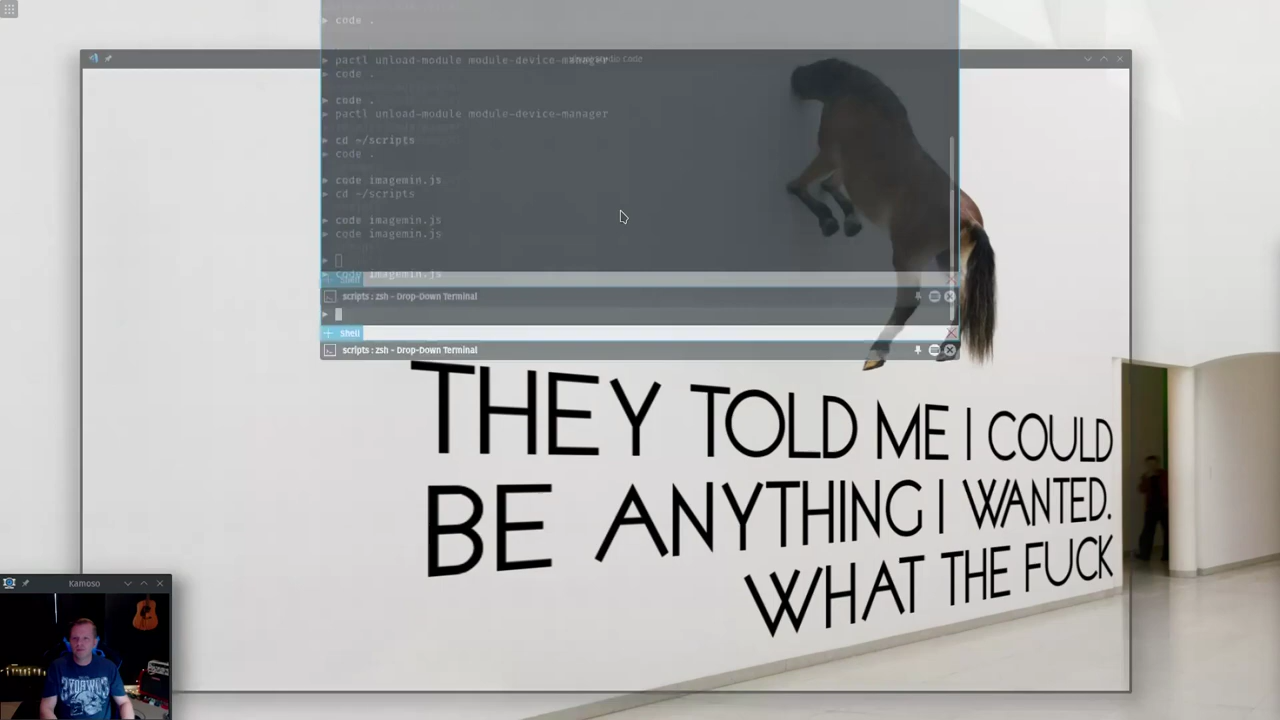 code .
pactl unload-module module-device-manager
code .
code .
pactl unload-module module-device-manager
cd ~/scripts
code .
code imagemin.js
cd ~/scripts
code imagemin.js
code imagemin.js
code imagemin.js
Shell
scripts : zsh - Drop-Down Terminal
Shell
scripts : zsh - Drop-Down Terminal
THEY TOLD ME I COULD
BE ANYTHING I WANTED.
WHAT THE FUCK
Kamoso